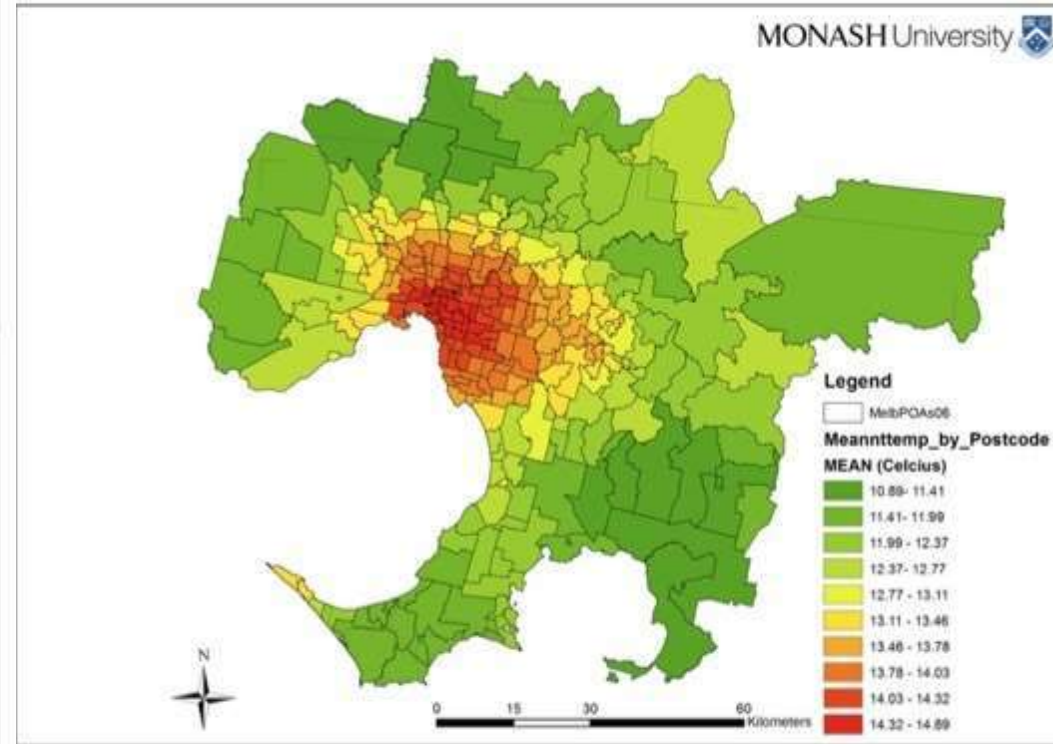 MONASH University
Legend
MelbPOAs06
Meannttemp_by_Postcode
MEAN (Celcius)
10.89- 11.41
11.41- 11.99
11.99 - 12.37
12.37- 12.77
12.77 - 13.11
13.11 - 13.46
13.46 - 13.78
13.78 - 14.03
14.03 - 14.32
14.32 - 14.89
N
0 15 30 60
Kilometers